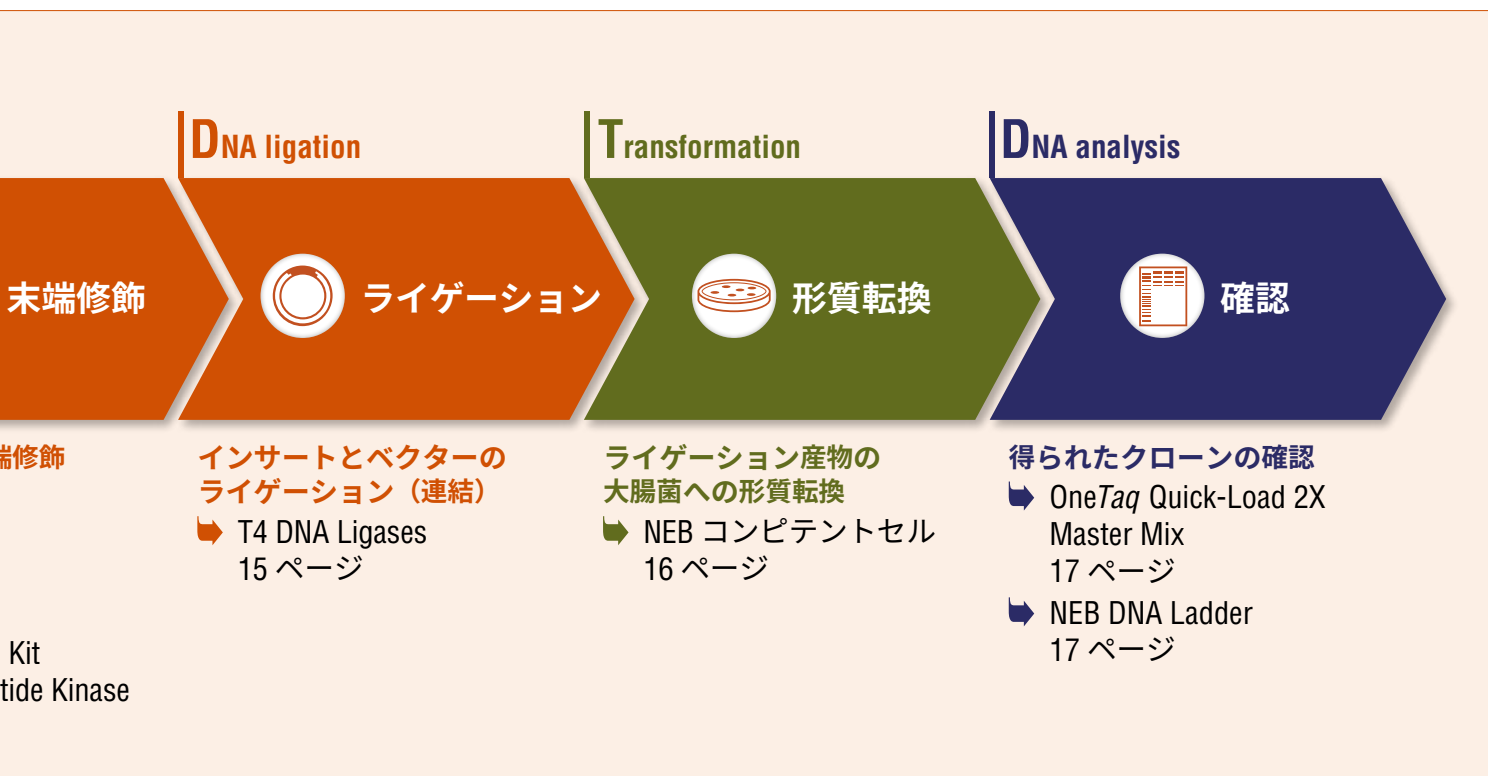 DNA ligation
Transformation
DNA analysis
末端修飾
ライゲーション
形質転換
確認
端修飾
Kit
tide Kinase
インサートとベクターの
ライゲーション（連結）
T4 DNA Ligases
15 ページ
ライゲーション産物の
大腸菌への形質転換
NEB コンピテントセル
16 ページ
得られたクローンの確認
OneTaq Quick-Load 2X
Master Mix
17 ページ
NEB DNA Ladder
17 ページ